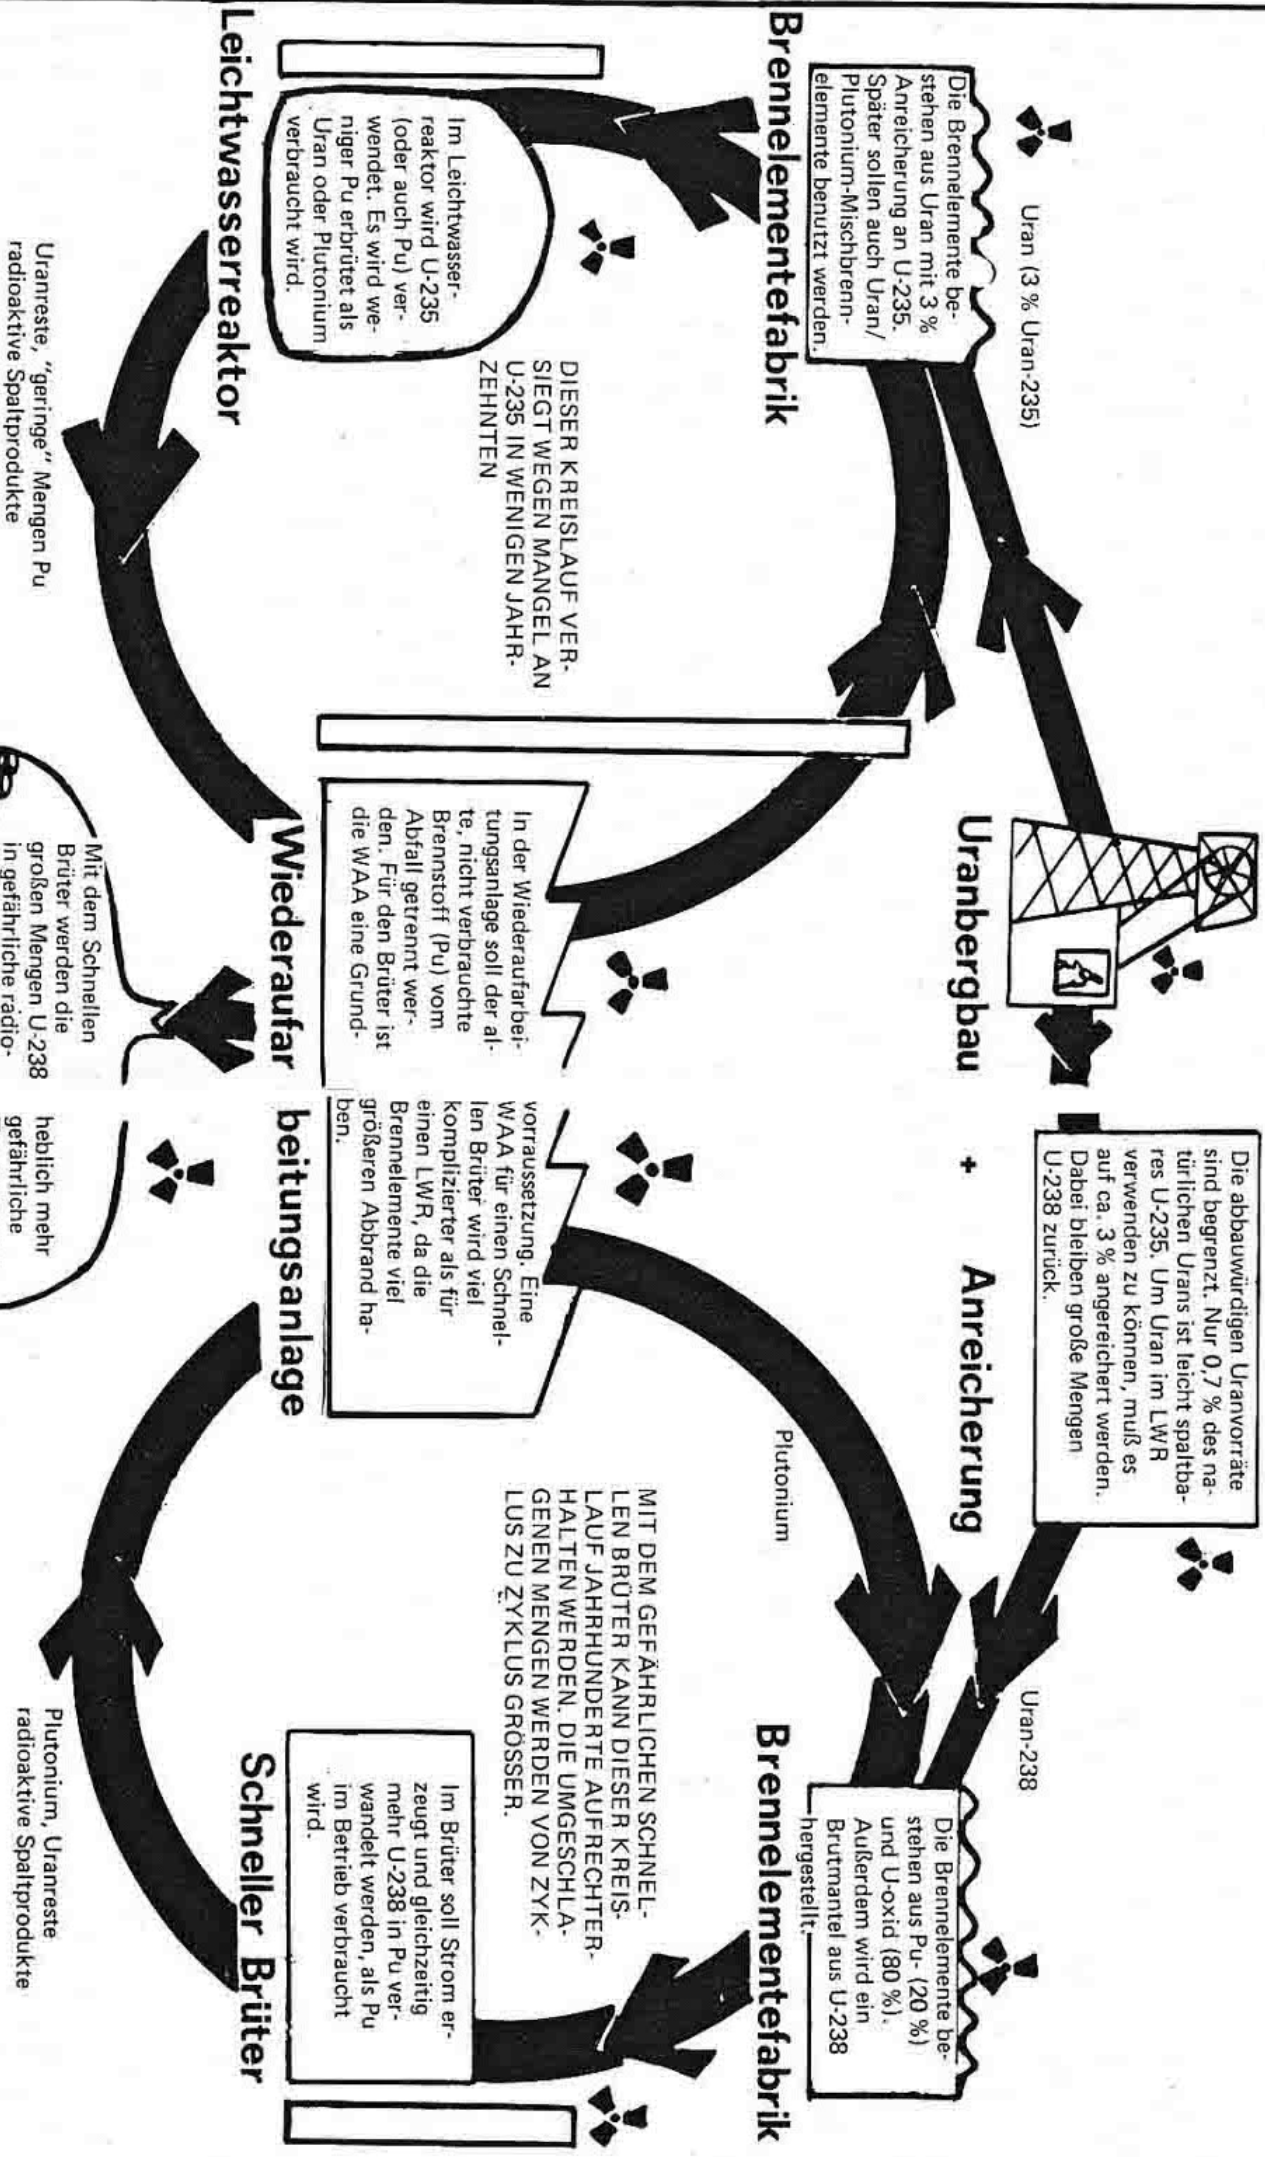 Uranbergbau + Anreicherung
Die abbauwürdigen Uranvorräte
sind begrenzt. Nur 0,7 % des na-
türlichen Urans ist leicht spaltba-
res U-235. Um Uran im LWR
verwenden zu können, muß es
auf ca. 3 % angereichert werden.
Dabei bleiben große Mengen
U-238 zurück.
Uran (3 % Uran-235)
Uran-238
Die Brennelemente be-
stehen aus Uran mit 3 %
Anreicherung an U-235.
Später sollen auch Uran/
Plutonium-Mischbrenn-
elemente benutzt werden.
Brennelementefabrik
Die Brennelemente be-
stehen aus Pu- (20 %)
und U-oxid (80 %).
Außerdem wird ein
Brutmantel aus U-238
hergestellt.
Brennelementefabrik
Plutonium
DIESER KREISLAUF VER-
SIEGT WEGEN MANGEL AN
U-235 IN WENIGEN JAHR-
ZEHNTEN
MIT DEM GEFÄHRLICHEN SCHNEL-
LEN BRÜTER KANN DIESER KREIS-
LAUF JAHRHUNDERTE AUFRECHTER-
HALTEN WERDEN. DIE UMGESCHLA-
GENEN MENGEN WERDEN VON ZYK-
LUS ZU ZYKLUS GRÖSSER.
Im Leichtwasser-
reaktor wird U-235
(oder auch Pu) ver-
wendet. Es wird we-
niger Pu erbrütet als
Uran oder Plutonium
verbraucht wird.
Leichtwasserreaktor
In der Wiederaufarbei-
tungsanlage soll der al-
te, nicht verbrauchte
Brennstoff (Pu) vom
Abfall getrennt wer-
den. Für den Brüter ist
die WAA eine Grund-
vorraussetzung. Eine
WAA für einen Schnel-
len Brüter wird viel
komplizierter als für
einen LWR, da die
Brennelemente viel
größeren Abbrand ha-
ben.
Wiederaufar beitungsanlage
Im Brüter soll Strom er-
zeugt und gleichzeitig
mehr U-238 in Pu ver-
wandelt werden, als Pu
im Betrieb verbraucht
wird.
Schneller Brüter
Uranreste, "geringe" Mengen Pu
radioaktive Spaltprodukte
Mit dem Schnellen
Brüter werden die
großen Mengen U-238
in gefährliche radio-
heblich mehr
gefährliche
Plutonium, Uranreste
radioaktive Spaltprodukte